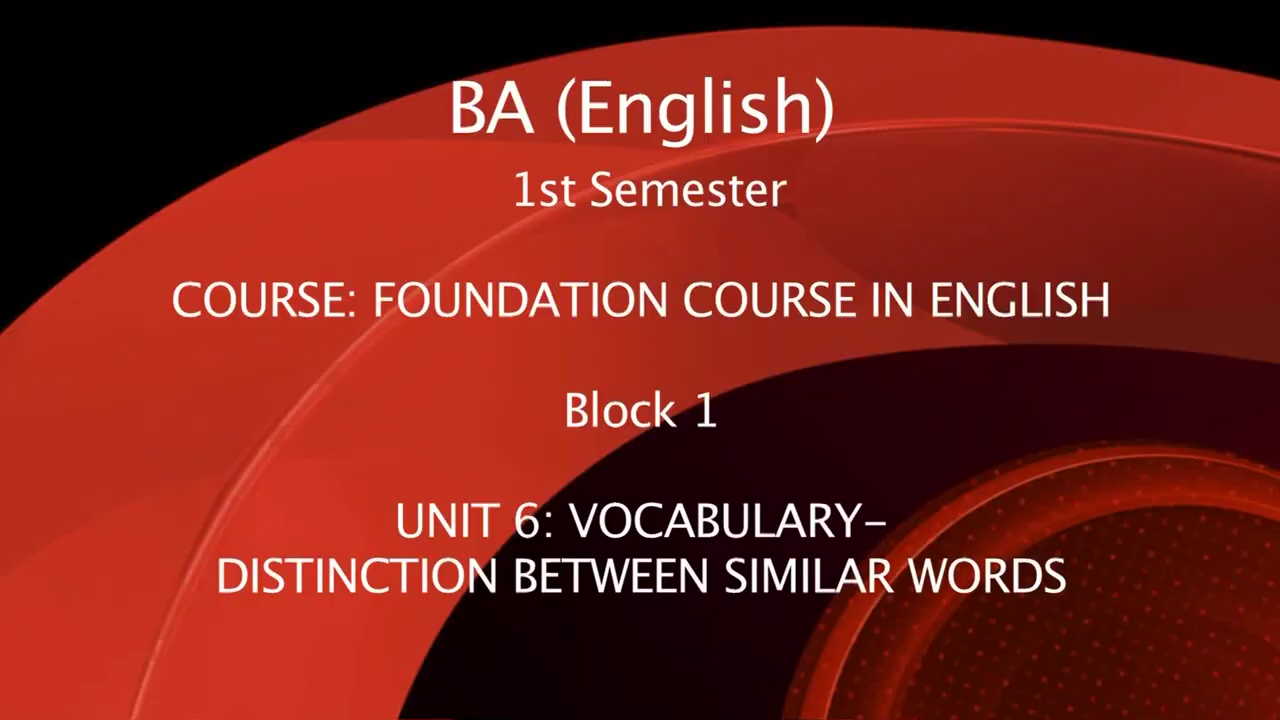 BA (English)
1st Semester
COURSE: FOUNDATION COURSE IN ENGLISH
Block 1
UNIT 6: VOCABULARY–
DISTINCTION BETWEEN SIMILAR WORDS